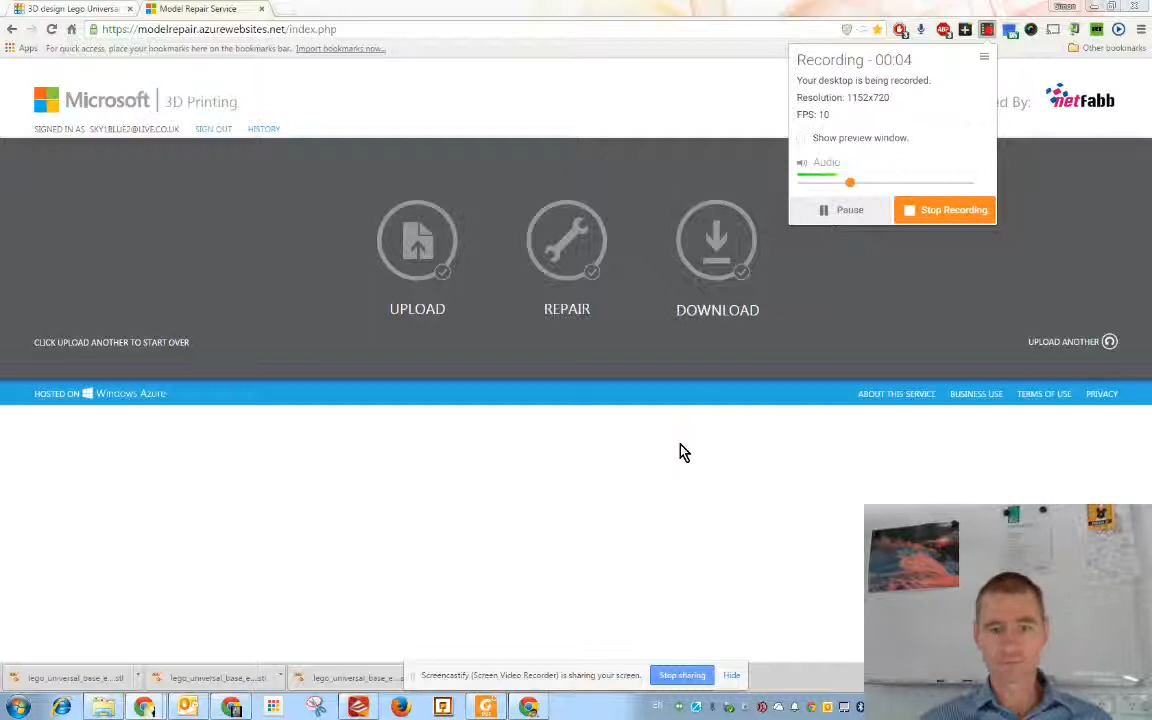 3D design Lego Universa
Model Repair Service
Simon
https://modelrepair.azurewebsites.net/index.php
Apps
For quick access, place your bookmarks here on the bookmarks bar.
Import bookmarks now...
Other bookmarks
Recording - 00:04
Your desktop is being recorded.
Resolution: 1152x720
FPS: 10
Show preview window.
Audio
Pause
Stop Recording
Microsoft
3D Printing
d By:
netfabb
SIGNED IN AS SKY1BLUE2@LIVE.CO.UK
SIGN OUT
HISTORY
UPLOAD
REPAIR
DOWNLOAD
CLICK UPLOAD ANOTHER TO START OVER
UPLOAD ANOTHER
HOSTED ON
Windows Azure
ABOUT THIS SERVICE
BUSINESS USE
TERMS OF USE
PRIVACY
lego_universal_base_e....stl
lego_universal_base_e....stl
lego_universal_base_e...
Screencastify (Screen Video Recorder) is sharing your screen.
Stop sharing
Hide
EN